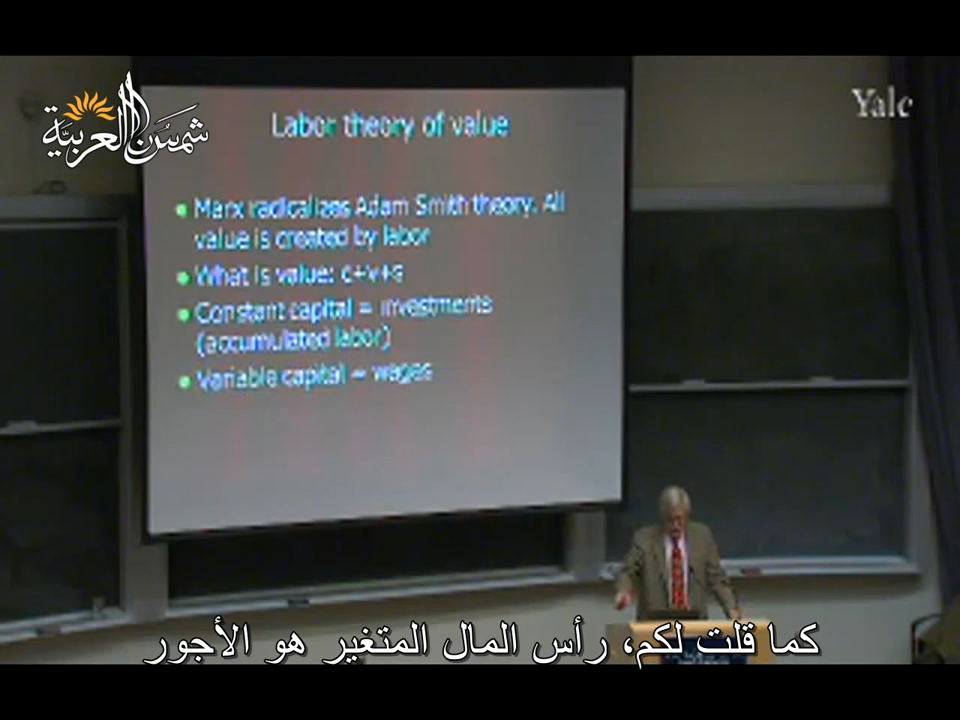 شمس العربية
Yale
Labor theory of value
Marx radicalizes Adam Smith theory. All
value is created by labor
What is value: c+v+s
Constant capital = investments
(accumulated labor)
Variable capital = wages
كما قلت لكم، رأس المال المتغير هو الأجور